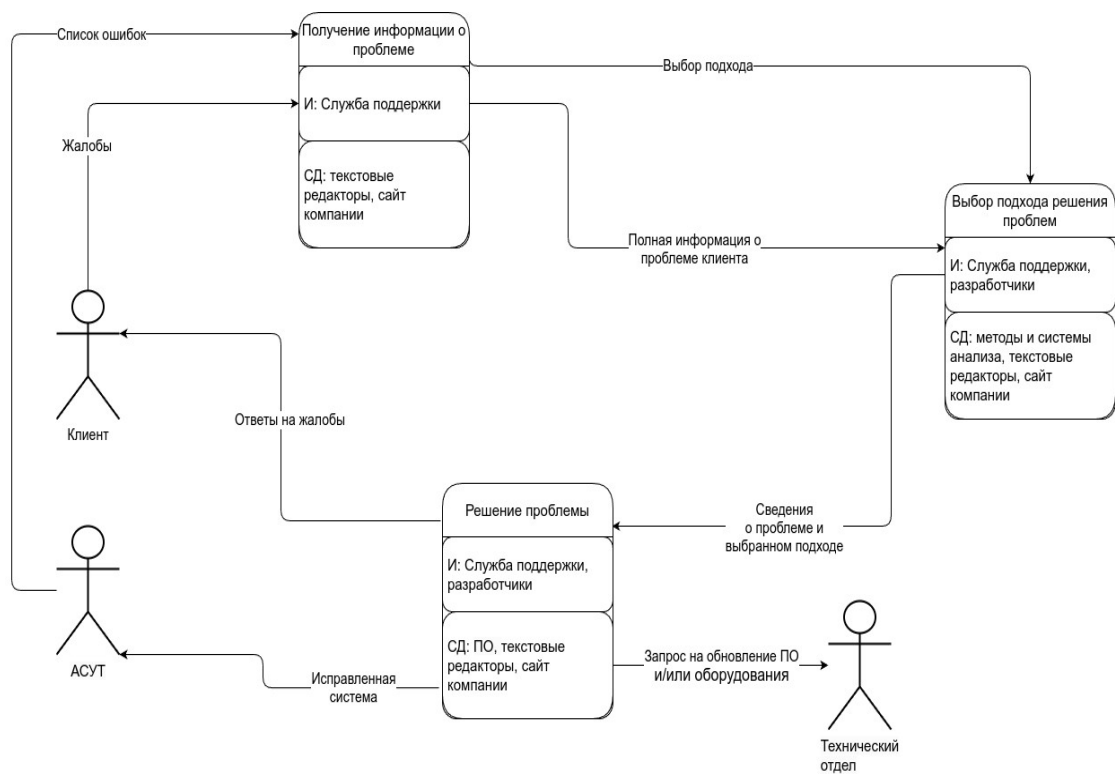 Список ошибок
Получение информации о
проблеме
Выбор подхода
И: Служба поддержки
Жалобы
СД: текстовые
редакторы, сайт
компании
Выбор подхода решения
проблем
Полная информация о
проблеме клиента
И: Служба поддержки,
разработчики
СД: методы и системы
анализа, текстовые
редакторы, сайт
компании
Клиент
Ответы на жалобы
Решение проблемы
Сведения
о проблеме и
выбранном подходе
И: Служба поддержки,
разработчики
АСУТ
СД: ПО, текстовые
редакторы, сайт
компании
Запрос на обновление ПО
и/или оборудования
Исправленная
система
Технический
отдел